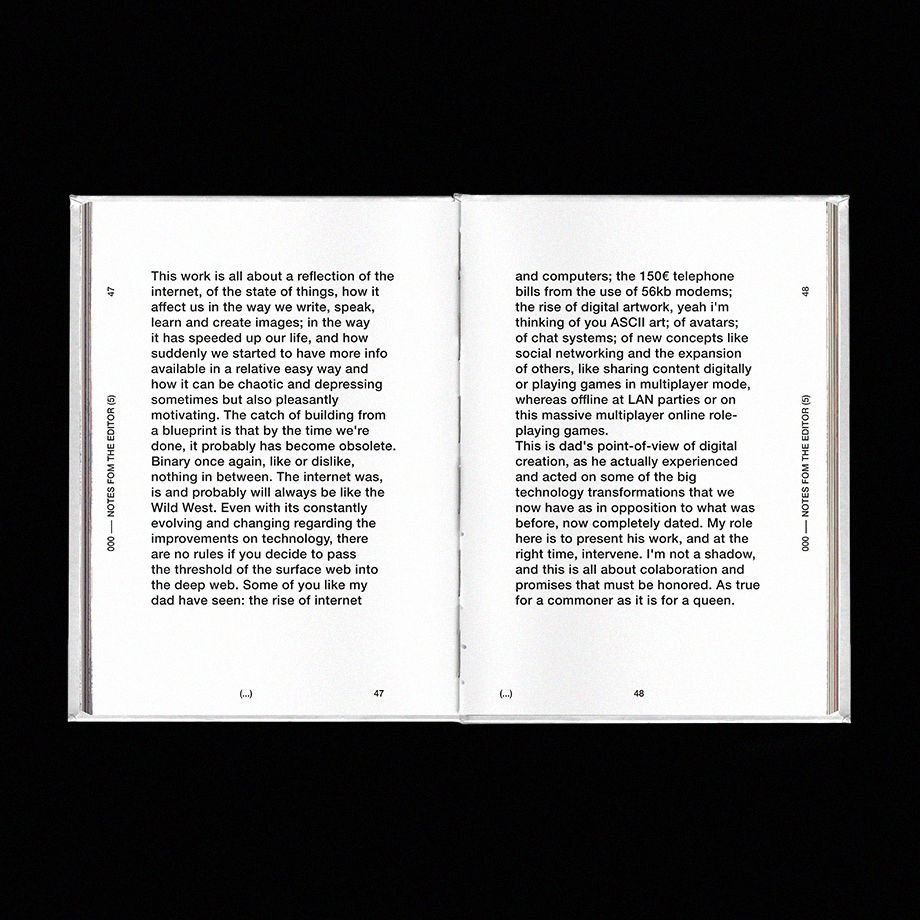 47
000 — NOTES FOM THE EDITOR (5)
This work is all about a reflection of the
internet, of the state of things, how it
affect us in the way we write, speak,
learn and create images; in the way
it has speeded up our life, and how
suddenly we started to have more info
available in a relative easy way and
how it can be chaotic and depressing
sometimes but also pleasantly
motivating. The catch of building from
a blueprint is that by the time we're
done, it probably has become obsolete.
Binary once again, like or dislike,
nothing in between. The internet was,
is and probably will always be like the
Wild West. Even with its constantly
evolving and changing regarding the
improvements on technology, there
are no rules if you decide to pass
the threshold of the surface web into
the deep web. Some of you like my
dad have seen: the rise of internet
(...)
47
and computers; the 150€ telephone
bills from the use of 56kb modems;
the rise of digital artwork, yeah i'm
thinking of you ASCII art; of avatars;
of chat systems; of new concepts like
social networking and the expansion
of others, like sharing content digitally
or playing games in multiplayer mode,
whereas offline at LAN parties or on
this massive multiplayer online role-
playing games.
This is dad's point-of-view of digital
creation, as he actually experienced
and acted on some of the big
technology transformations that we
now have as in opposition to what was
before, now completely dated. My role
here is to present his work, and at the
right time, intervene. I'm not a shadow,
and this is all about colaboration and
promises that must be honored. As true
for a commoner as it is for a queen.
48
000 — NOTES FOM THE EDITOR (5)
(...)
48